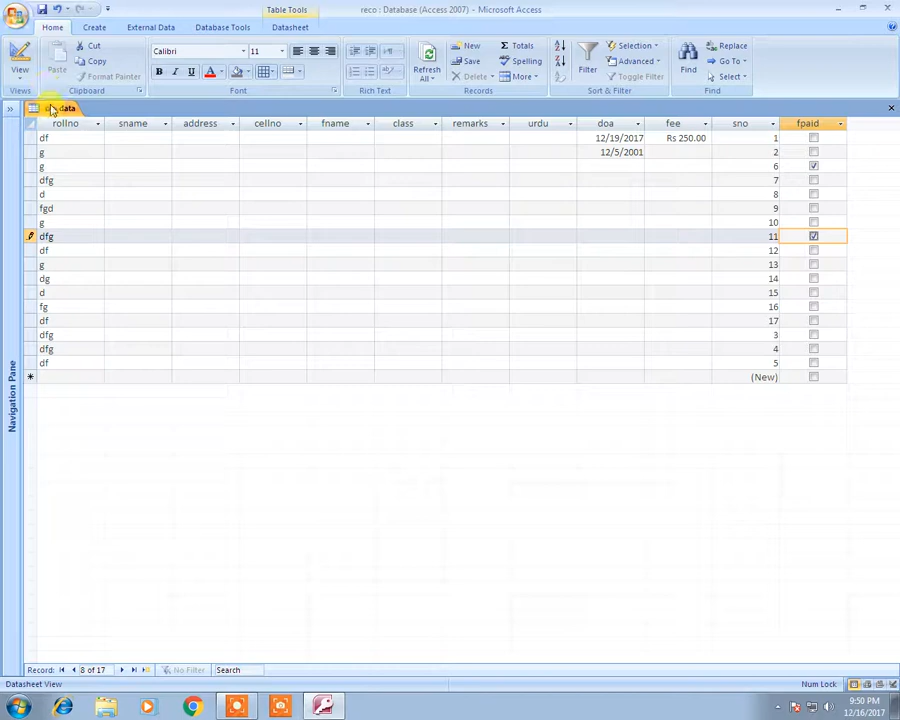 Table Tools
reco : Database (Access 2007) - Microsoft Access
Home Create External Data Database Tools Datasheet
View
Paste
Cut
Copy
Format Painter
Calibri 11
B I U A
Refresh All
New
Save
Delete
Totals
Spelling
More
Filter
Selection
Advanced
Toggle Filter
Find
Replace
Go To
Select
Views Clipboard Font Rich Text Records Sort & Filter Find
data
rollno sname address cellno fname class remarks urdu doa fee sno fpaid
df 12/19/2017 Rs 250.00 1
g 12/5/2001 2
g 6
dfg 7
d 8
fgd 9
g 10
dfg 11
df 12
g 13
dg 14
d 15
fg 16
df 17
dfg 3
dfg 4
df 5
(New)
Navigation Pane
Record: 8 of 17 No Filter Search
Datasheet View Num Lock
9:50 PM
12/16/2017